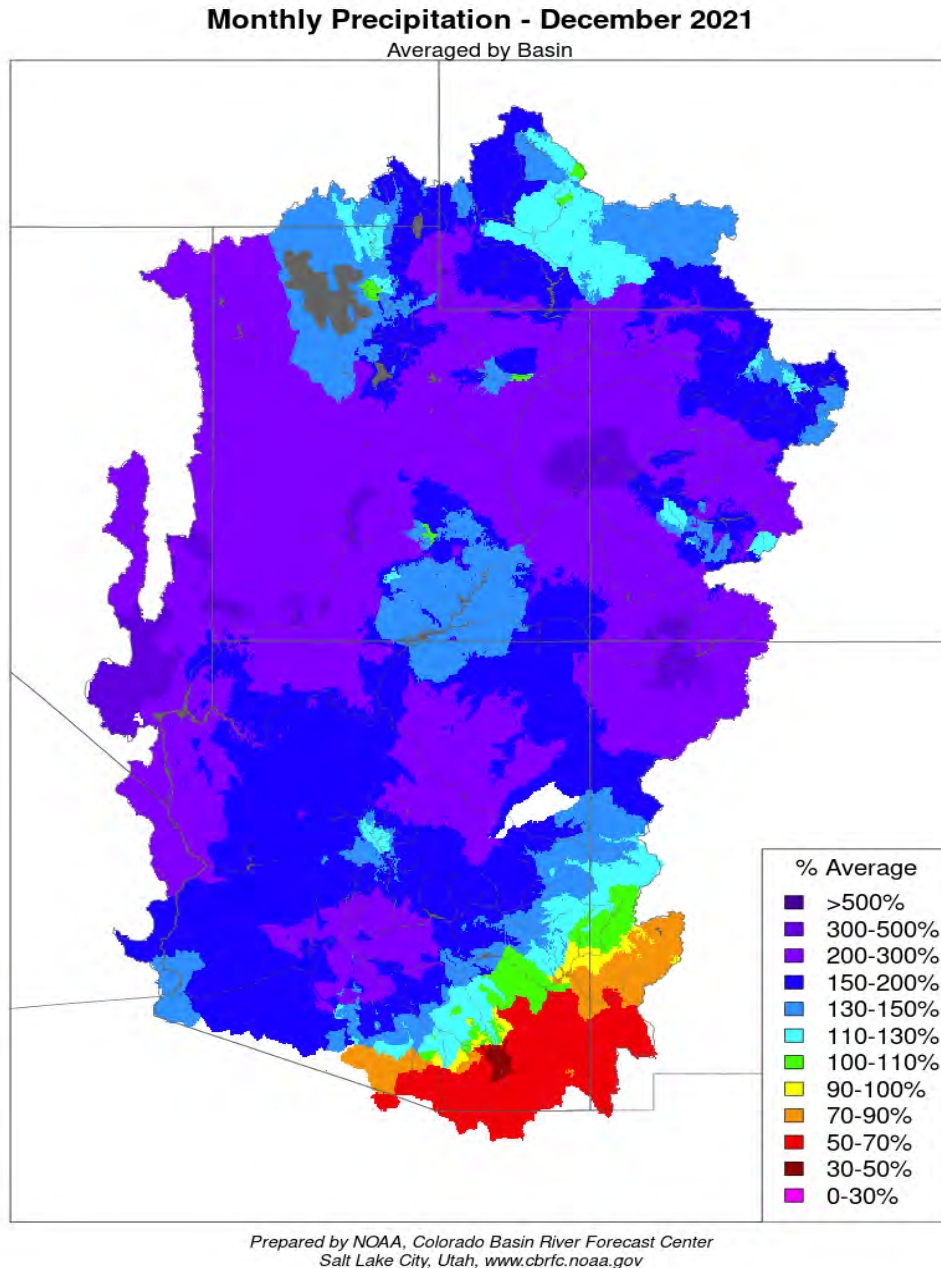 Monthly Precipitation - December 2021
Averaged by Basin
% Average
>500%
300-500%
200-300%
150-200%
130-150%
110-130%
100-110%
90-100%
70-90%
50-70%
30-50%
0-30%
Prepared by NOAA, Colorado Basin River Forecast Center
Salt Lake City, Utah, www.cbrfc.noaa.gov